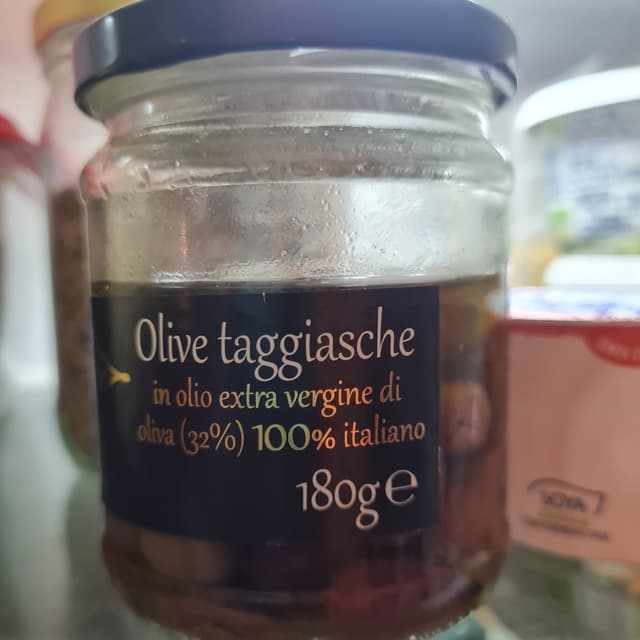 Olive taggiasche
in olio extra vergine di
oliva (32%) 100% italiano
180g e